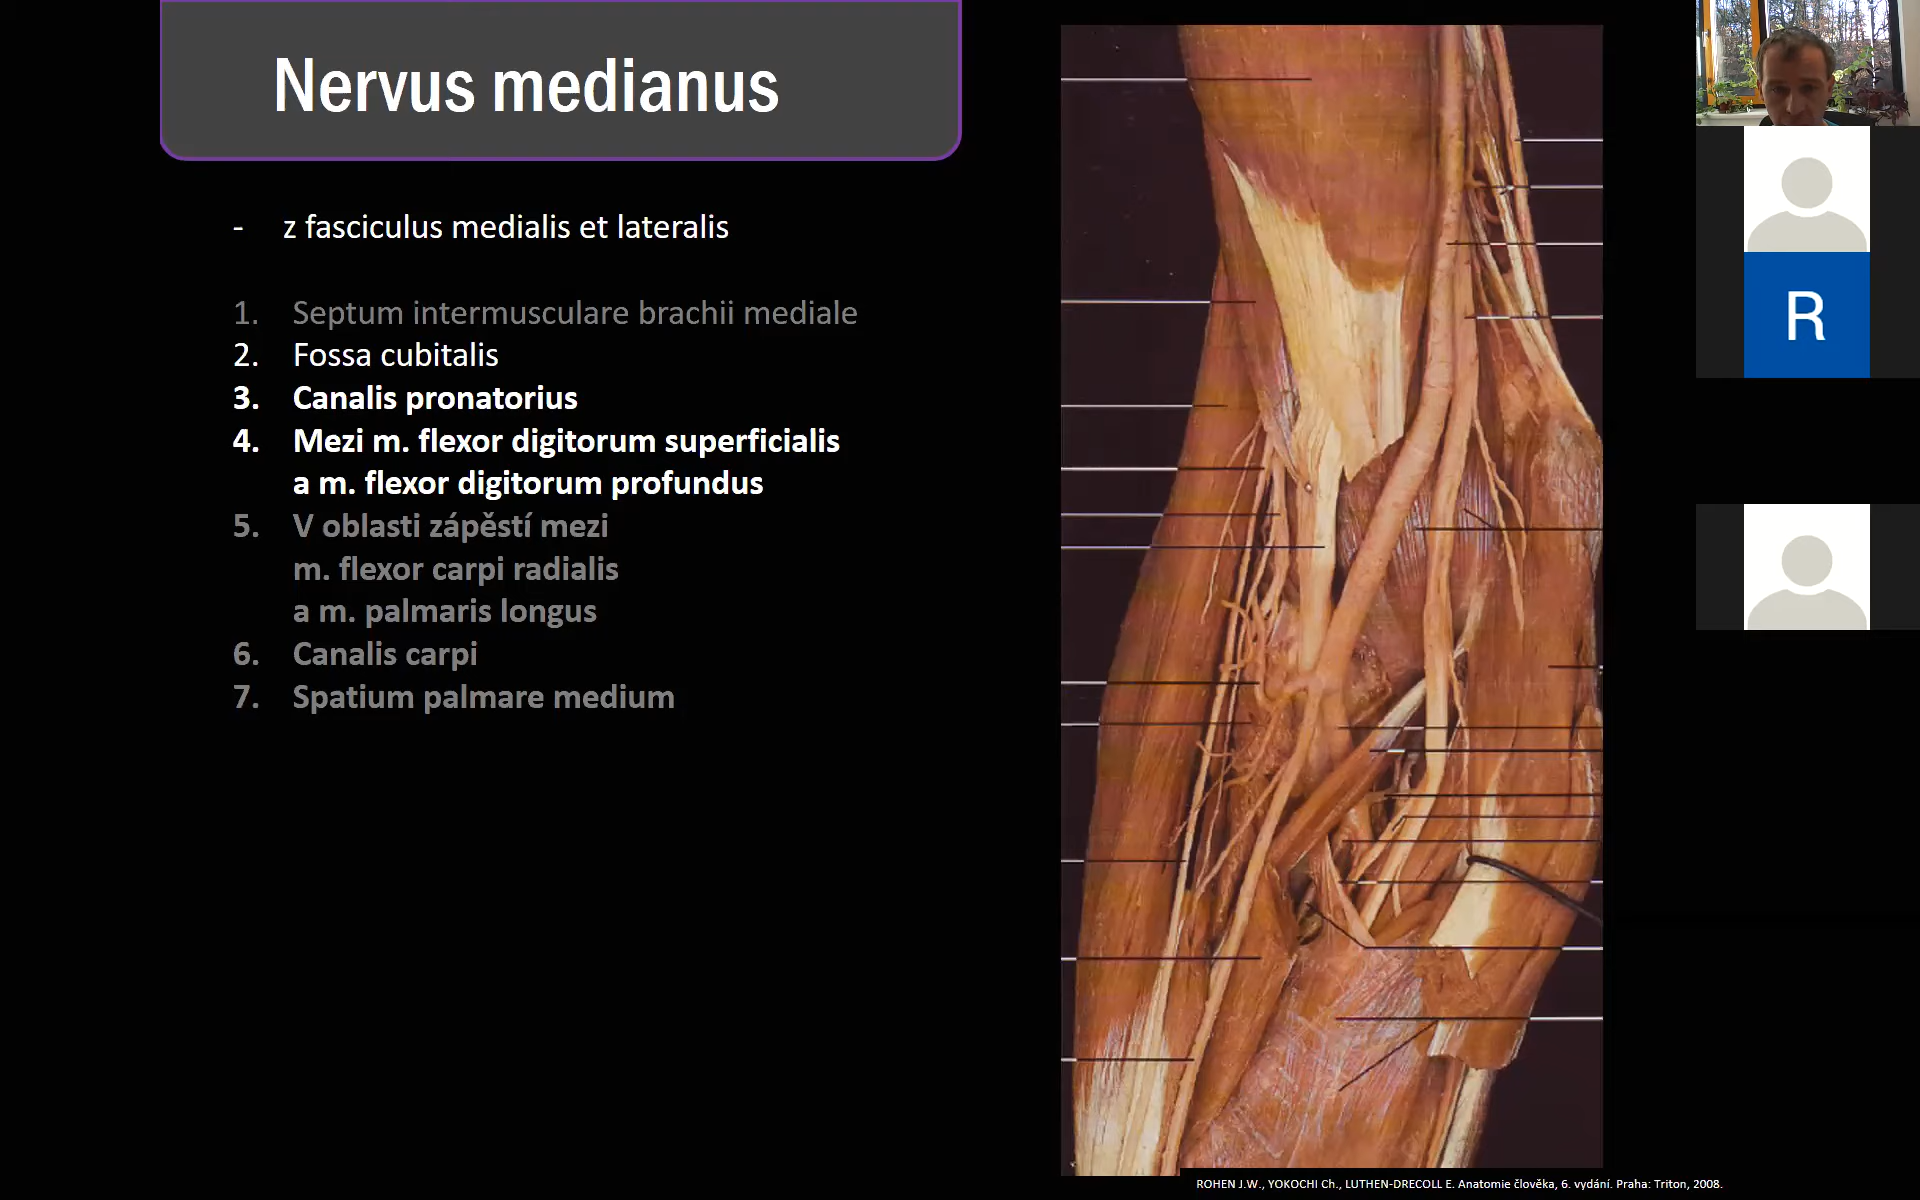 Nervus medianus
- z fasciculus medialis et lateralis
1. Septum intermusculare brachii mediale
2. Fossa cubitalis
3. Canalis pronatorius
4. Mezi m. flexor digitorum superficialis
a m. flexor digitorum profundus
5. V oblasti zápěstí mezi
m. flexor carpi radialis
a m. palmaris longus
6. Canalis carpi
7. Spatium palmare medium
R
ROHEN J.W., YOKOCHI Ch., LUTHEN-DRECOLL E. Anatomie člověka, 6. vydání. Praha: Triton, 2008.